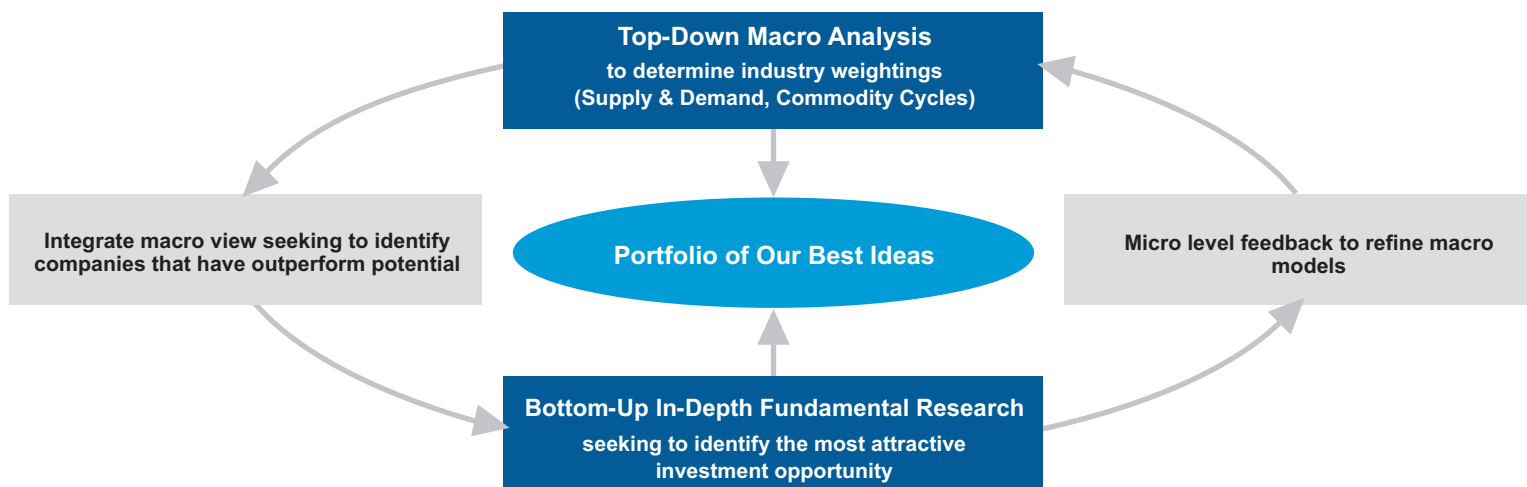 Top-Down Macro Analysis
to determine industry weightings
(Supply & Demand, Commodity Cycles)
Integrate macro view seeking to identify
companies that have outperform potential
Portfolio of Our Best Ideas
Micro level feedback to refine macro
models
Bottom-Up In-Depth Fundamental Research
seeking to identify the most attractive
investment opportunity